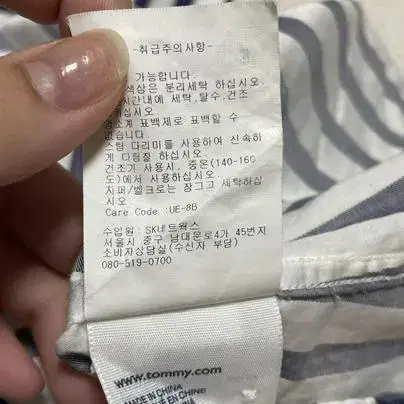 -취급주의사항-
가능합니다.
색상은 분리세탁 하십시오
시간내에 세탁,탈수,건조
하십시오.
염소계 표백제로 표백할 수
없습니다.
스팀 다리미를 사용하여 신속하
게 다림질 하십시오.
건조기 사용시, 중온(140-160
도)에서 사용하십시오.
지퍼/벨크로는 잠그고 세탁하십
시오
Care Code :UE-8B
수입원 : SK네트웍스
서울시 중구 남대문로4가 45번지
소비자상담실(수신자 부담)
080-519-0700
www.tommy.com
MADE IN CHINA
EN CHINE
CHINA